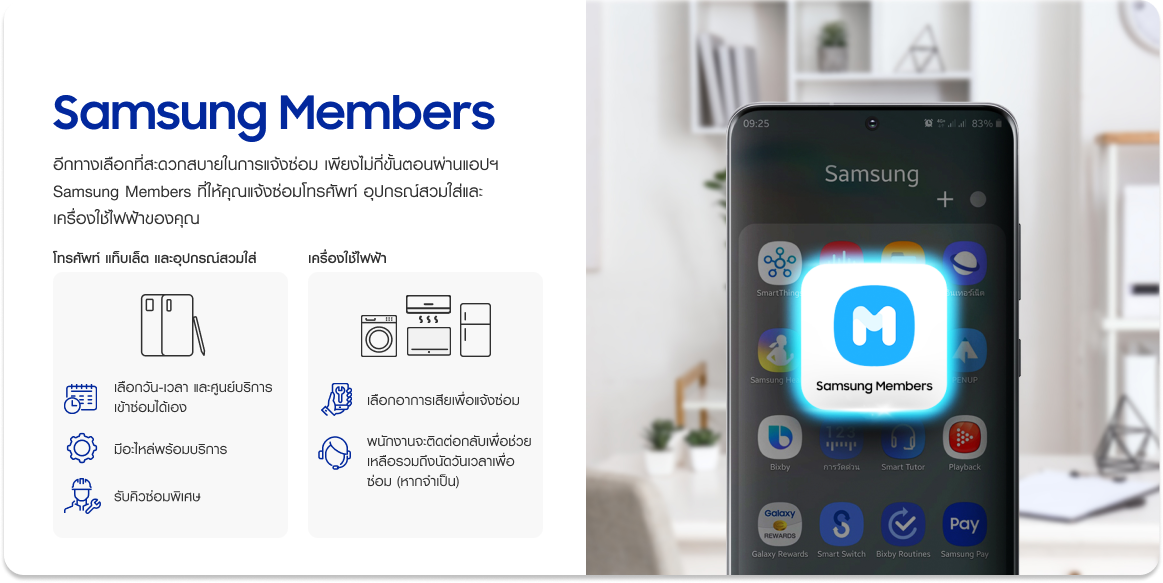 Samsung Members
อีกทางเลือกที่สะดวกสบายในการแจ้งซ่อม เพียงไม่กี่ขั้นตอนผ่านแอปฯ
Samsung Members ที่ให้คุณแจ้งซ่อมโทรศัพท์ อุปกรณ์สวมใส่และ
เครื่องใช้ไฟฟ้าของคุณ
โทรศัพท์ แท็บเล็ต และอุปกรณ์สวมใส่
เลือกวัน-เวลา และศูนย์บริการ
เข้าซ่อมได้เอง
มีอะไหล่พร้อมบริการ
รับคิวซ่อมพิเศษ
เครื่องใช้ไฟฟ้า
เลือกอาการเสียเพื่อแจ้งซ่อม
พนักงานจะติดต่อกลับเพื่อช่วย
เหลือรวมถึงนัดวันเวลาเพื่อ
ซ่อม (หากจำเป็น)
09:25
83%
Samsung
SmartThin
Samsung He
PENUP
Samsung Members
123
Bixby
การวัดด่วน
Smart Tutor
Playback
Galaxy
REWARDS
Pay
Galaxy Rewards
Smart Switch
Bixby Routines
Samsung Pay